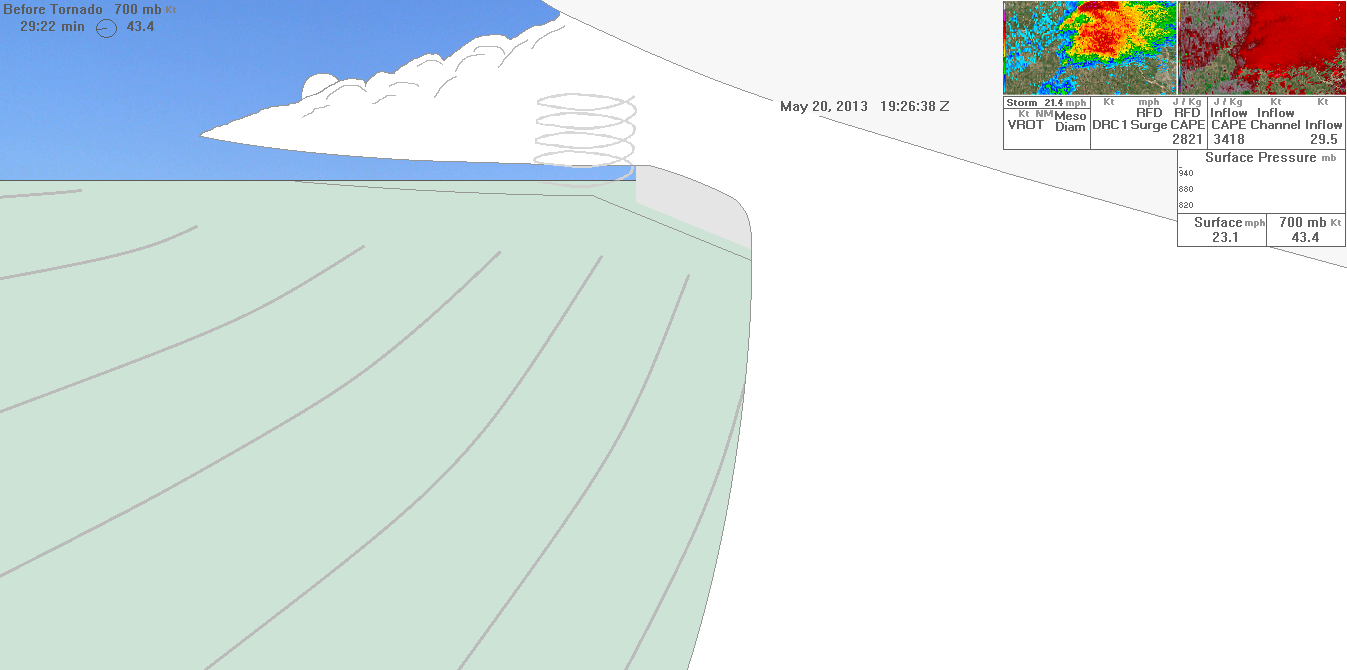 Before Tornado 700 mb Kt
29:22 min 43.4
May 20, 2013 19:26:38 Z
Storm 21.4 mph
Kt NM
VROT Meso Diam
Kt mph J / Kg
RFD RFD
DRC1 Surge CAPE
2821
J / Kg Kt Kt
Inflow Inflow
CAPE Channel Inflow
3418 29.5
Surface Pressure mb
940
880
820
Surface mph 700 mb Kt
23.1 43.4